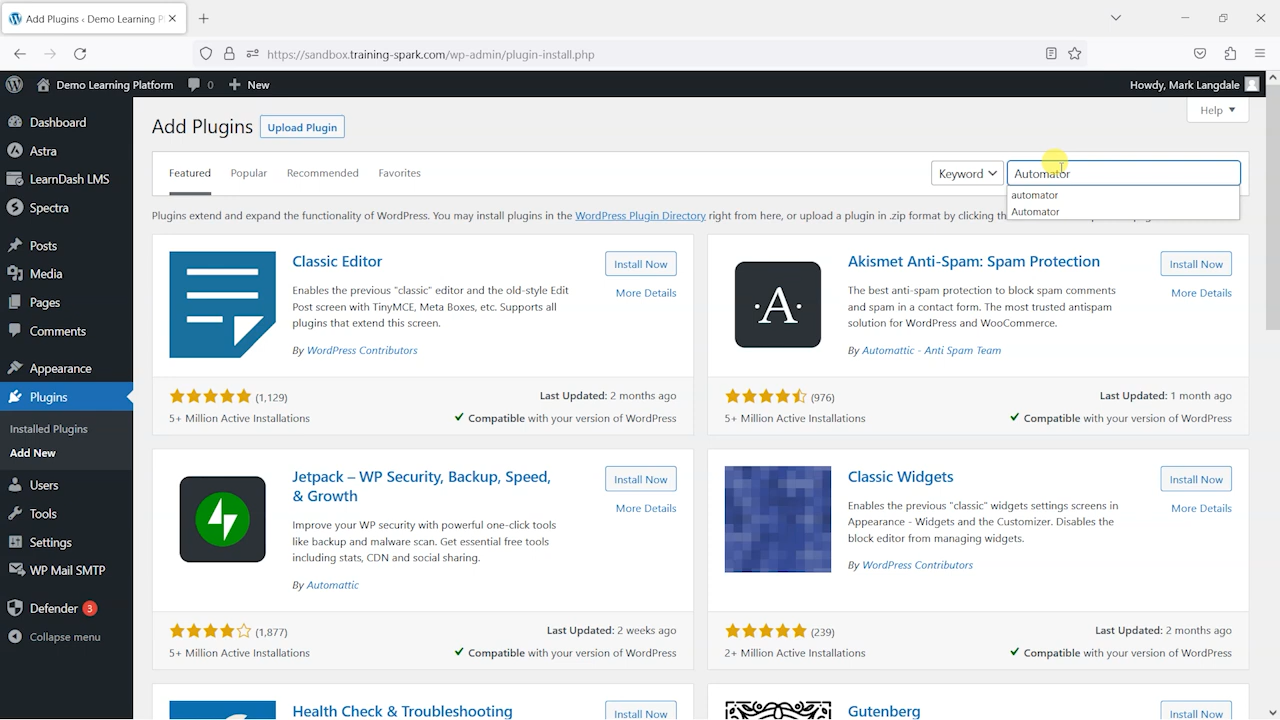 Add Plugins ‹ Demo Learning Pl
https://sandbox.training-spark.com/wp-admin/plugin-install.php
Demo Learning Platform
0
New
Howdy, Mark Langdale
Dashboard
Astra
LearnDash LMS
Spectra
Posts
Media
Pages
Comments
Appearance
Plugins
Installed Plugins
Add New
Users
Tools
Settings
WP Mail SMTP
Defender 3
Collapse menu
Help
Add Plugins
Upload Plugin
Featured
Popular
Recommended
Favorites
Keyword
Automator
automator
Automator
Plugins extend and expand the functionality of WordPress. You may install plugins in the WordPress Plugin Directory right from here, or upload a plugin in .zip format by clicking
Classic Editor
Install Now
More Details
Enables the previous "classic" editor and the old-style Edit
Post screen with TinyMCE, Meta Boxes, etc. Supports all
plugins that extend this screen.
By WordPress Contributors
(1,129)
Last Updated: 2 months ago
5+ Million Active Installations
Compatible with your version of WordPress
·A·
Akismet Anti-Spam: Spam Protection
Install Now
More Details
The best anti-spam protection to block spam comments
and spam in a contact form. The most trusted antispam
solution for WordPress and WooCommerce.
By Automattic - Anti Spam Team
(976)
Last Updated: 1 month ago
5+ Million Active Installations
Compatible with your version of WordPress
Jetpack – WP Security, Backup, Speed,
& Growth
Install Now
More Details
Improve your WP security with powerful one-click tools
like backup and malware scan. Get essential free tools
including stats, CDN and social sharing.
By Automattic
(1,877)
Last Updated: 2 weeks ago
5+ Million Active Installations
Compatible with your version of WordPress
Classic Widgets
Install Now
More Details
Enables the previous "classic" widgets settings screens in
Appearance - Widgets and the Customizer. Disables the
block editor from managing widgets.
By WordPress Contributors
(239)
Last Updated: 2 months ago
2+ Million Active Installations
Compatible with your version of WordPress
Health Check & Troubleshooting
Install Now
Gutenberg
Install Now